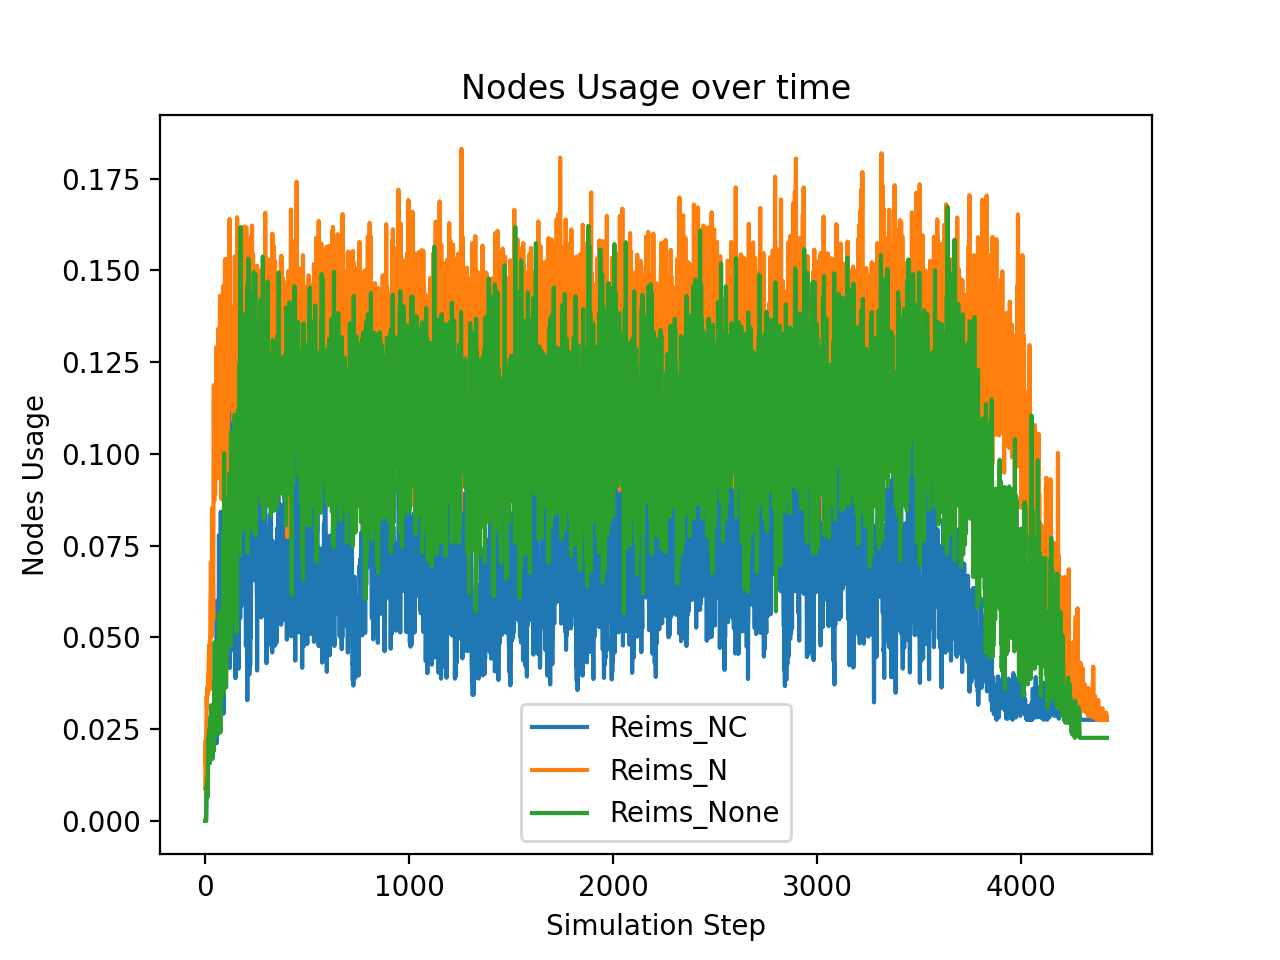 Nodes Usage over time
Nodes Usage
0.175
0.150
0.125
0.100
0.075
0.050
0.025
0.000
Reims_NC
Reims_N
Reims_None
0 1000 2000 3000 4000
Simulation Step